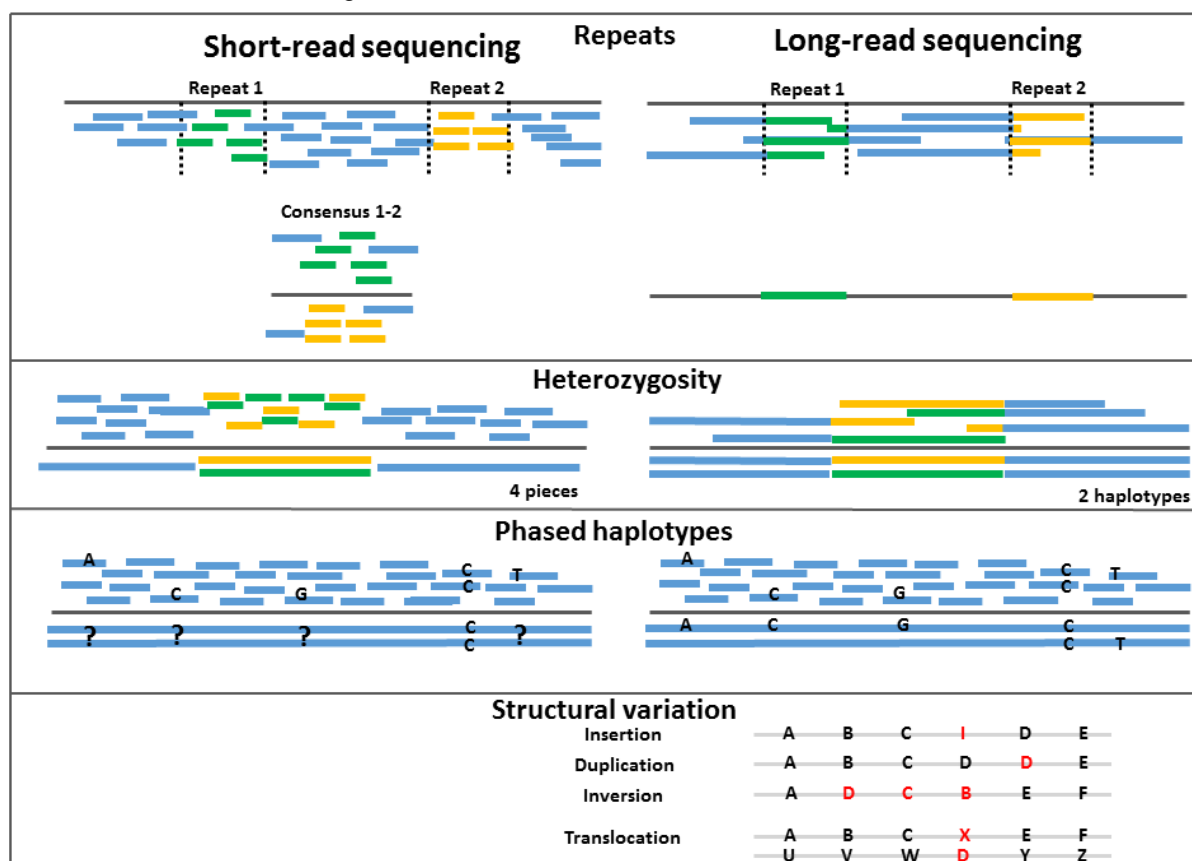 Repeats
Short-read sequencing
Long-read sequencing
Repeat 1
Repeat 2
Repeat 1
Repeat 2
Consensus 1-2
Heterozygosity
4 pieces
2 haplotypes
Phased haplotypes
A
C
T
C
C
G
A
C
T
C
C
G
? ? ? C ?
C
A C G C
C T
Structural variation
Insertion A B C I D E
Duplication A B C D D E
Inversion A D C B E F
Translocation A B C X E F
U V W D Y Z